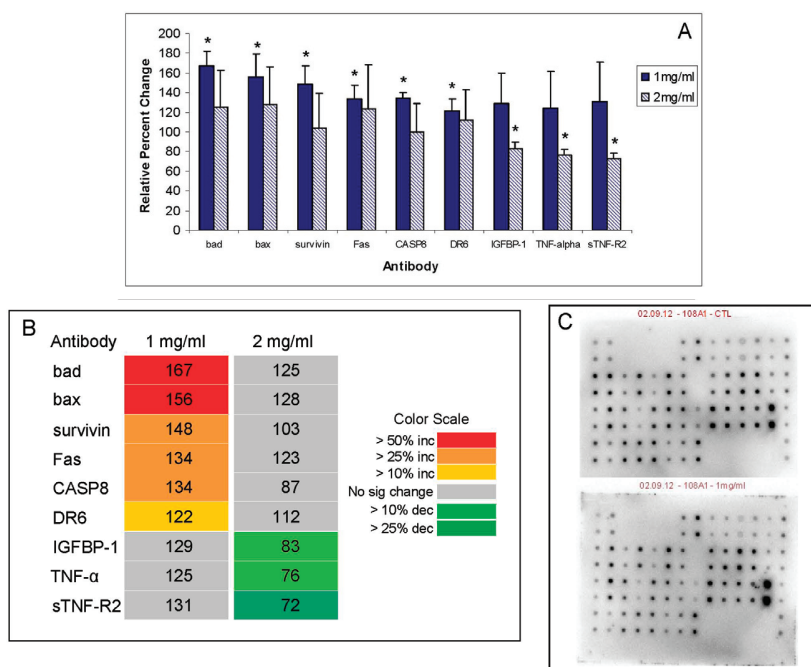 A
Relative Percent Change
200
180
160
140
120
100
80
60
40
20
0
* * * * * * * * *
1mg/ml
2mg/ml
bad bax survivin Fas CASP8 DR6 IGFBP-1 TNF-alpha sTNF-R2
Antibody
B
Antibody 1 mg/ml 2 mg/ml
bad 167 125
bax 156 128
survivin 148 103
Fas 134 123
CASP8 134 87
DR6 122 112
IGFBP-1 129 83
TNF-α 125 76
sTNF-R2 131 72
Color Scale
> 50% inc
> 25% inc
> 10% inc
No sig change
> 10% dec
> 25% dec
C
02.09.12 - 108A1 - CTL
02.09.12 - 108A1 - 1mg/ml